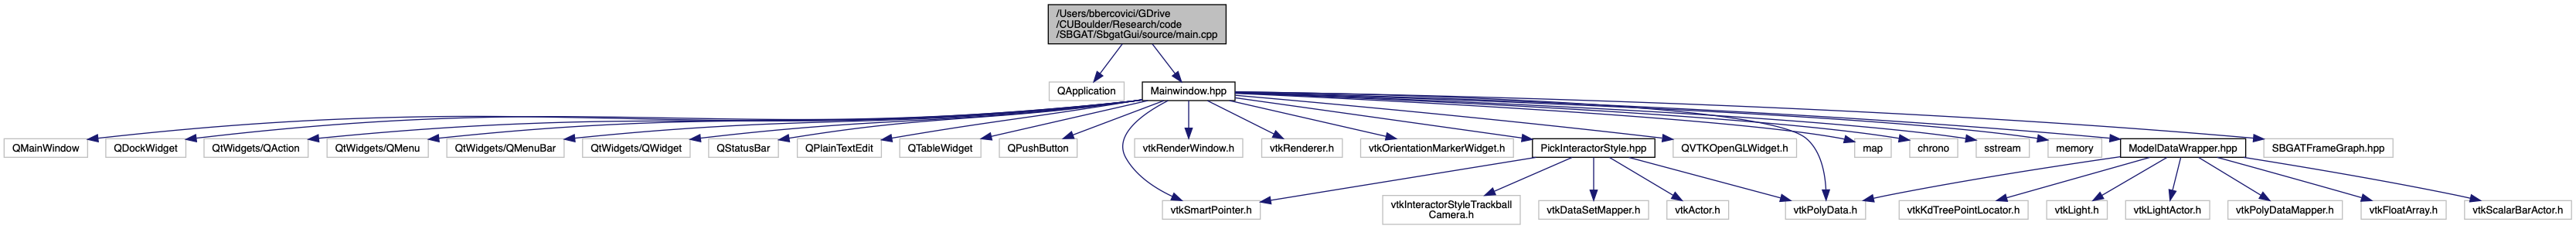 /Users/bbercovici/GDrive
/CUBoulder/Research/code
/SBGAT/SbgatGui/source/main.cpp
QApplication
Mainwindow.hpp
QMainWindow
QDockWidget
QtWidgets/QAction
QtWidgets/QMenu
QtWidgets/QMenuBar
QtWidgets/QWidget
QStatusBar
QPlainTextEdit
QTableWidget
QPushButton
vtkRenderWindow.h
vtkRenderer.h
vtkOrientationMarkerWidget.h
PickInteractorStyle.hpp
QVTKOpenGLWidget.h
map
chrono
sstream
memory
ModelDataWrapper.hpp
SBGATFrameGraph.hpp
vtkSmartPointer.h
vtkInteractorStyleTrackball
Camera.h
vtkDataSetMapper.h
vtkActor.h
vtkPolyData.h
vtkKdTreePointLocator.h
vtkLight.h
vtkLightActor.h
vtkPolyDataMapper.h
vtkFloatArray.h
vtkScalarBarActor.h